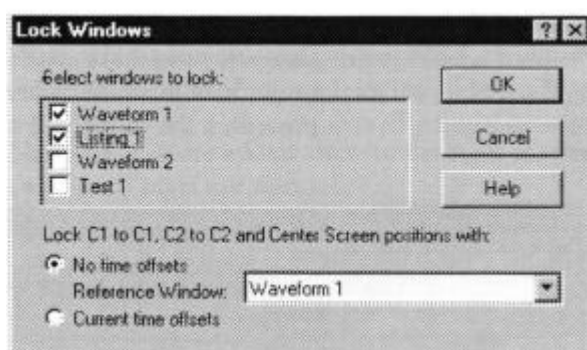 Lock Windows
Select windows to lock:
Waveform 1
Listing 1
Waveform 2
Test 1
OK
Cancel
Help
Lock C1 to C1, C2 to C2 and Center Screen positions with:
No time offsets
Reference Window: Waveform 1
Current time offsets